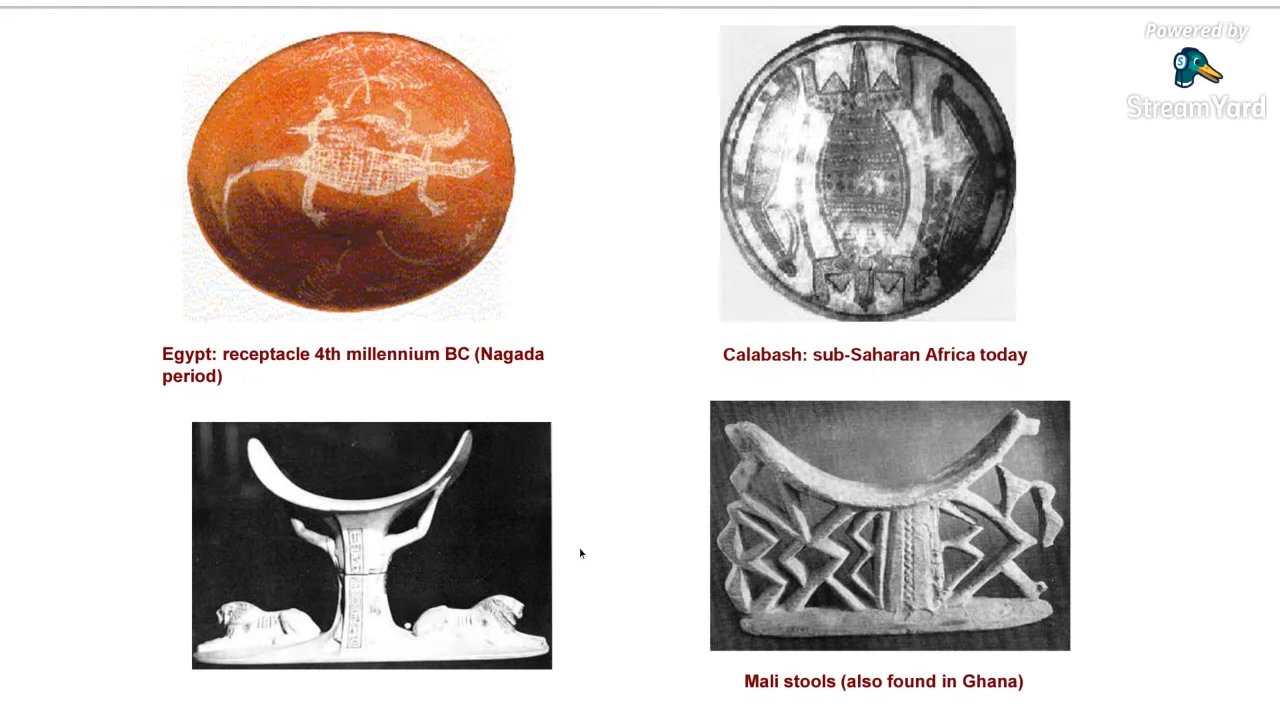 Powered by
StreamYard
Egypt: receptacle 4th millennium BC (Nagada
period)
Calabash: sub-Saharan Africa today
Mali stools (also found in Ghana)